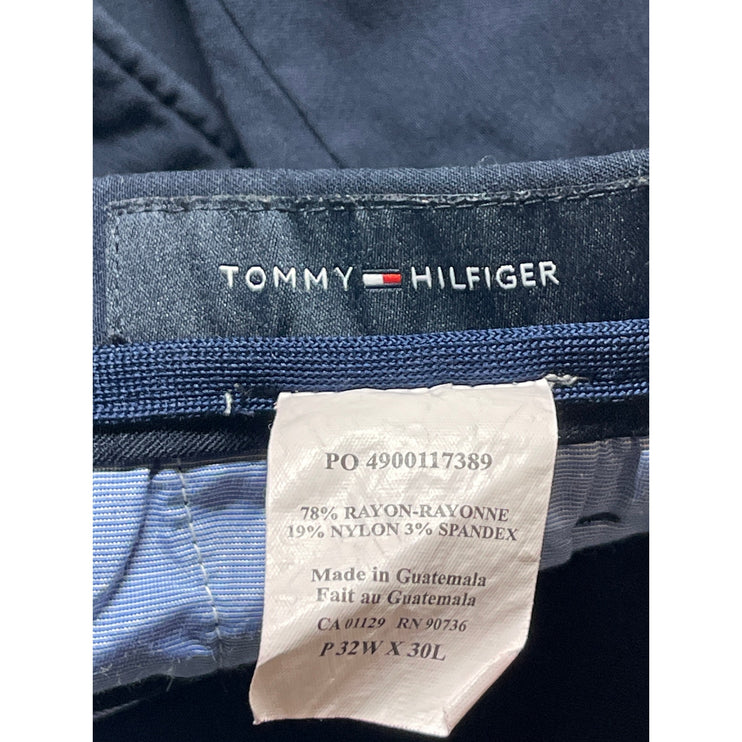 TOMMY HILFIGER
PO 4900117389
78% RAYON-RAYONNE
19% NYLON 3% SPANDEX
Made in Guatemala
Fait au Guatemala
CA 01129 RN 90736
P 32W X 30L